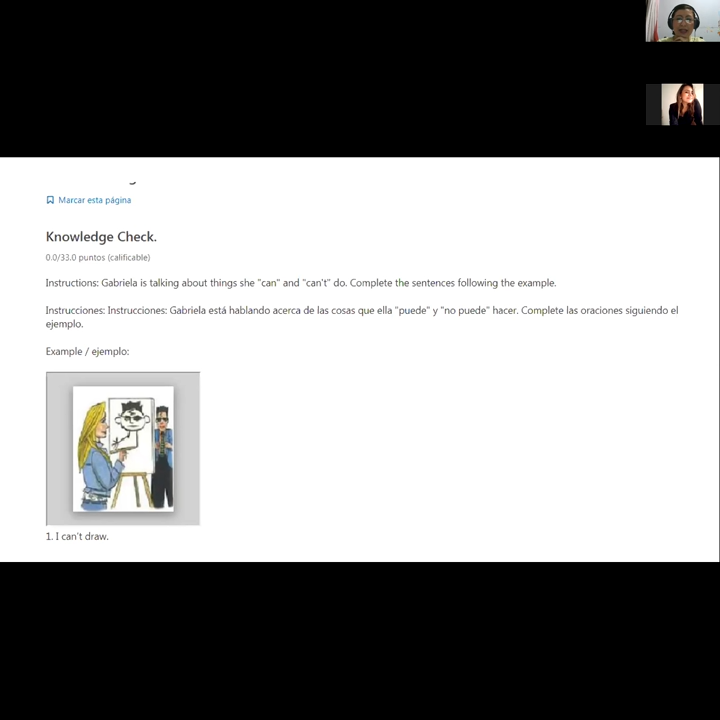 Marcar esta página
Knowledge Check.
0.0/33.0 puntos (calificable)
Instructions: Gabriela is talking about things she "can" and "can't" do. Complete the sentences following the example.
Instrucciones: Instrucciones: Gabriela está hablando acerca de las cosas que ella "puede" y "no puede" hacer. Complete las oraciones siguiendo el
ejemplo.
Example / ejemplo:
1. I can't draw.